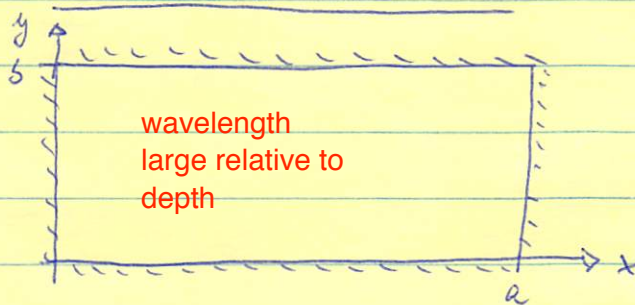 y
b
wavelength
large relative to
depth
x
a